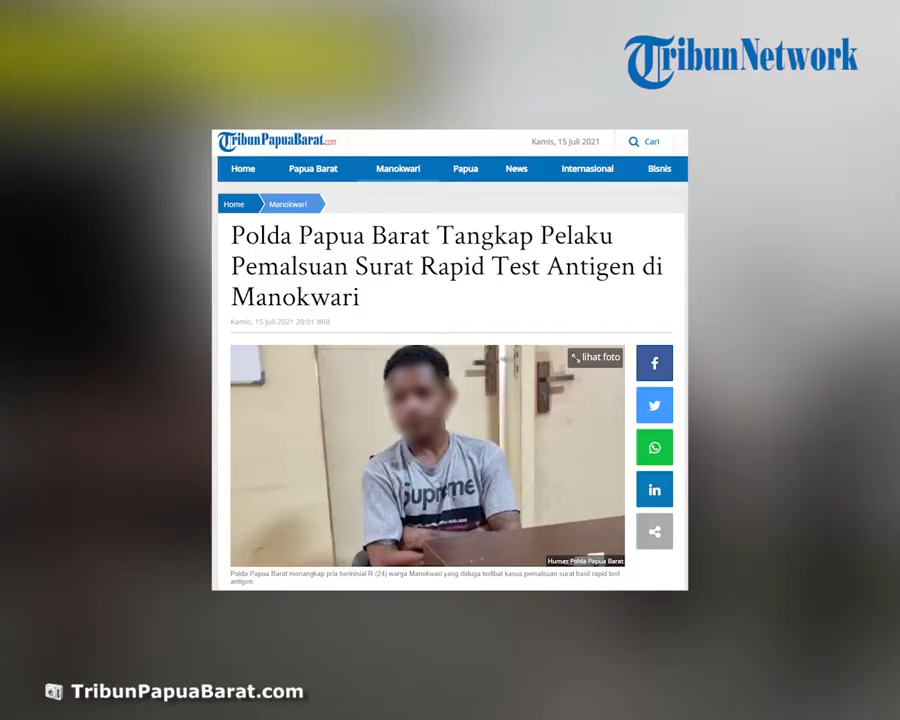 TribunNetwork
TribunPapuaBarat.com
Kamis, 15 Juli 2021
Cari
Home Papua Barat Manokwari Papua News Internasional Bisnis
Home Manokwari
Polda Papua Barat Tangkap Pelaku
Pemalsuan Surat Rapid Test Antigen di
Manokwari
Kamis, 15 Juli 2021 20:01 WIB
lihat foto
Supreme
Humas Polda Papua Barat
Polda Papua Barat menangkap pria berinisial R (24) warga Manokwari yang diduga terlibat kasus pemalsuan surat hasil rapid test
antigen
TribunPapuaBarat.com